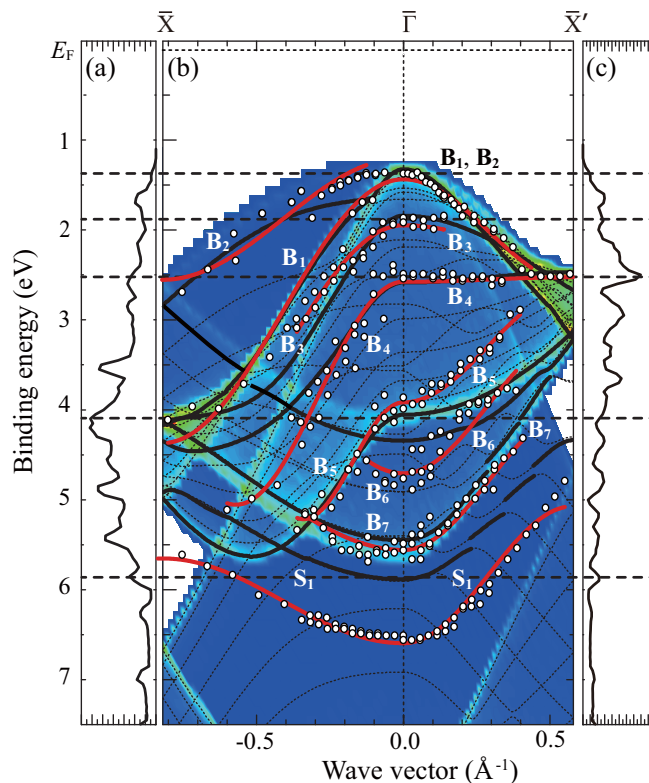 X̅ Γ̅ X̅′
E_F (a) (b) (c)
1
B₁, B₂
2
B₂ B₁ B₃
B₄
3
B₃ B₄
B₅
4
B₇
B₅ B₆
5
B₆
B₇
6
S₁ S₁
7
Binding energy (eV)
-0.5 0.0 0.5
Wave vector (Å⁻¹)